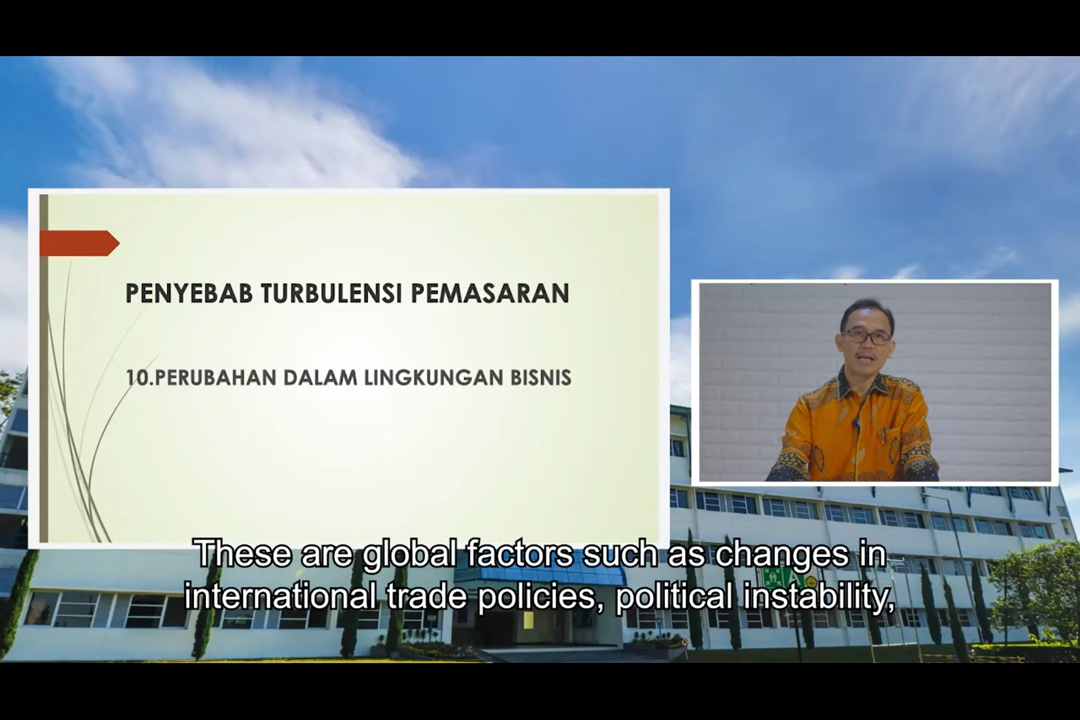 PENYEBAB TURBULENSI PEMASARAN
10.PERUBAHAN DALAM LINGKUNGAN BISNIS
These are global factors such as changes in
international trade policies, political instability,